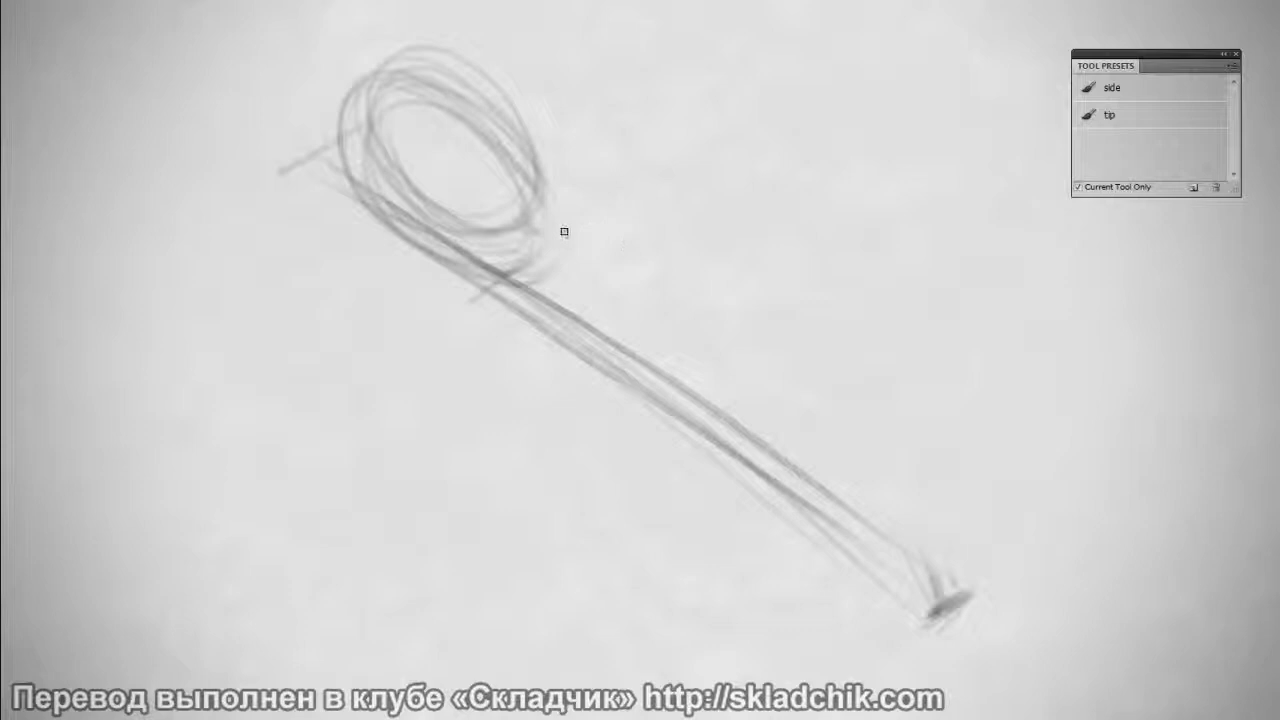 TOOL PRESETS
side
tip
Current Tool Only
Перевод выполнен в клубе «Складчик» http://skladchik.com